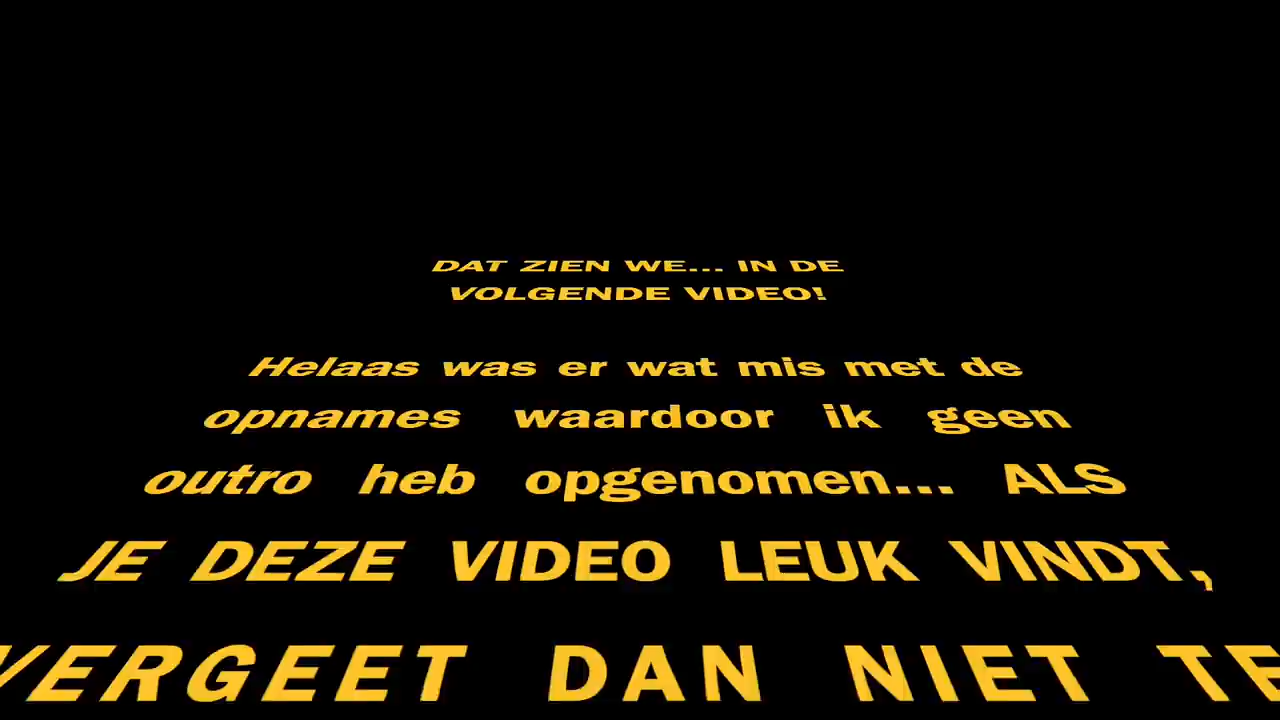 DAT ZIEN WE... IN DE
VOLGENDE VIDEO!
Helaas was er wat mis met de
opnames waardoor ik geen
outro heb opgenomen... ALS
JE DEZE VIDEO LEUK VINDT,
VERGEET DAN NIET TE